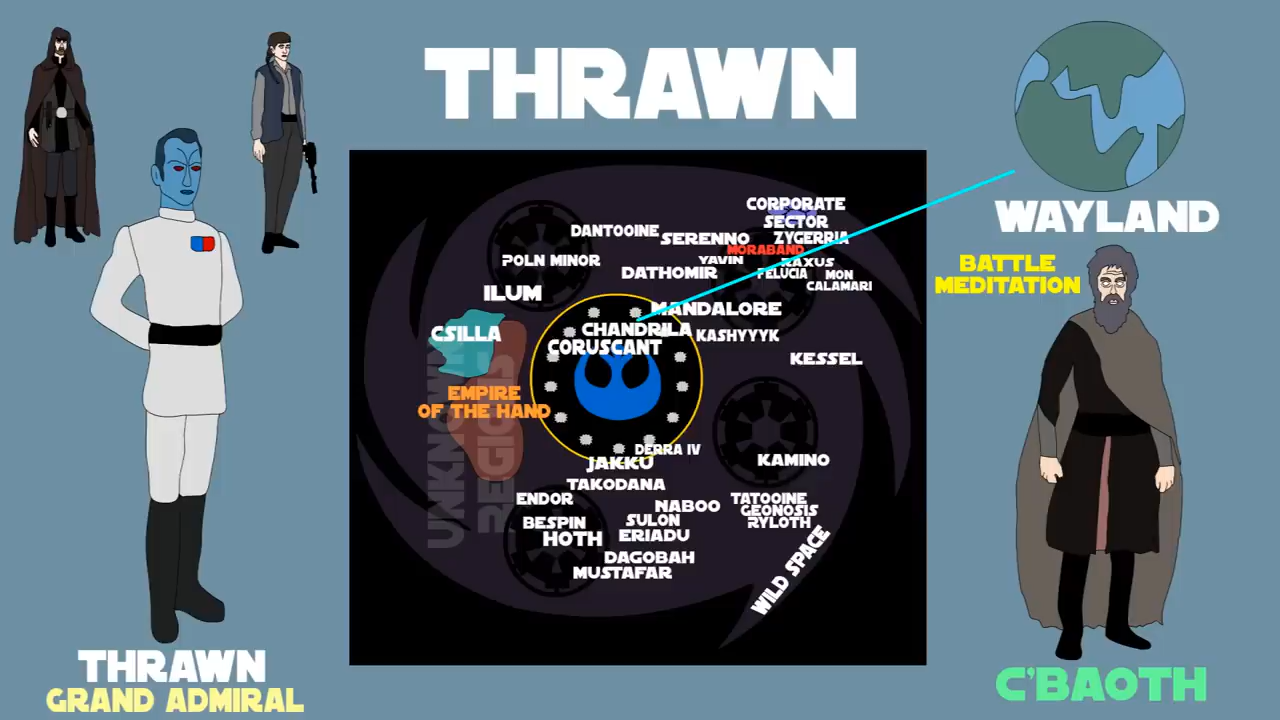 THRAWN
WAYLAND
BATTLE
MEDITATION
CORPORATE
SECTOR
DANTOOINE
SERENNO
ZYGERRIA
MORABAND
POLN MINOR
YAVIN
RAXUS
DATHOMIR
FELUCIA
MON
CALAMARI
ILUM
MANDALORE
CSILLA
CHANDRILA
KASHYYYK
CORUSCANT
KESSEL
EMPIRE
OF THE HAND
UNKNOWN
REGIONS
DERRA IV
JAKKU
KAMINO
TAKODANA
ENDOR
NABOO
TATOOINE
GEONOSIS
BESPIN
SULON
RYLOTH
HOTH
ERIADU
DAGOBAH
MUSTAFAR
WILD SPACE
THRAWN
GRAND ADMIRAL
C'BAOTH